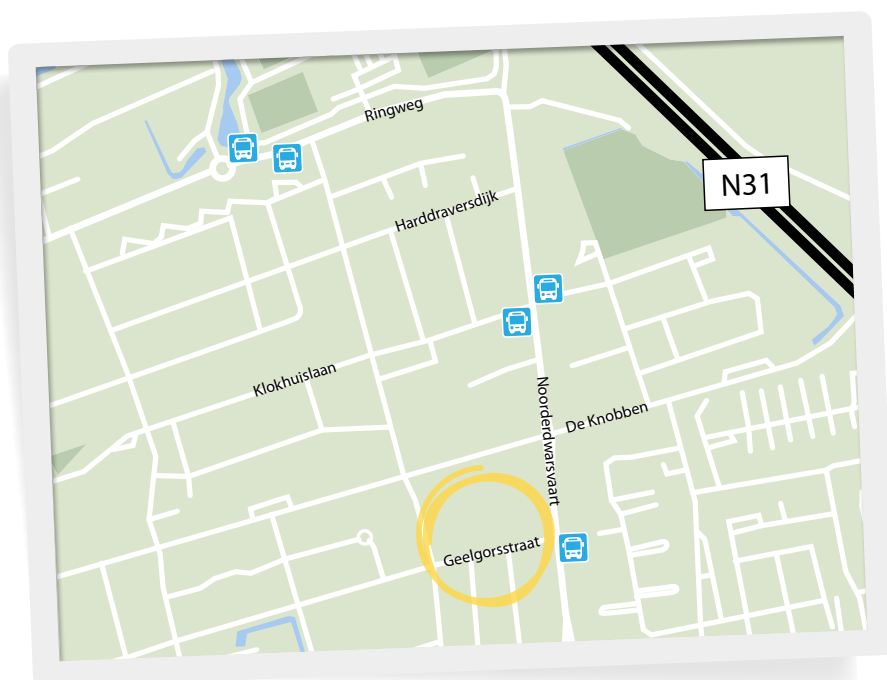 Ringweg
N31
Harddraversdijk
Klokhuislaan
Noorderdwarsvaart
De Knobben
Geelgorsstraat